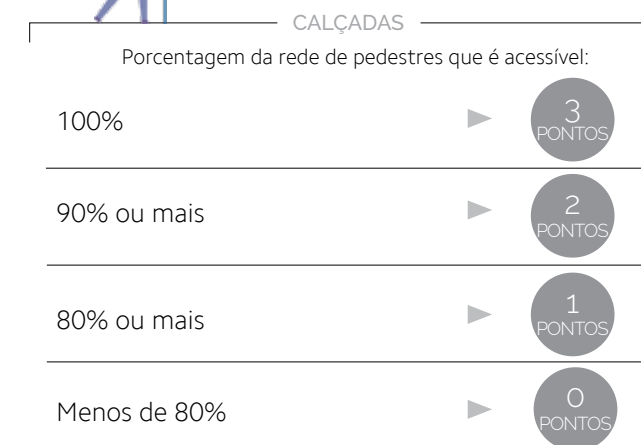 CALÇADAS
Porcentagem da rede de pedestres que é acessível:
100%
3
PONTOS
90% ou mais
2
PONTOS
80% ou mais
1
PONTOS
Menos de 80%
0
PONTOS